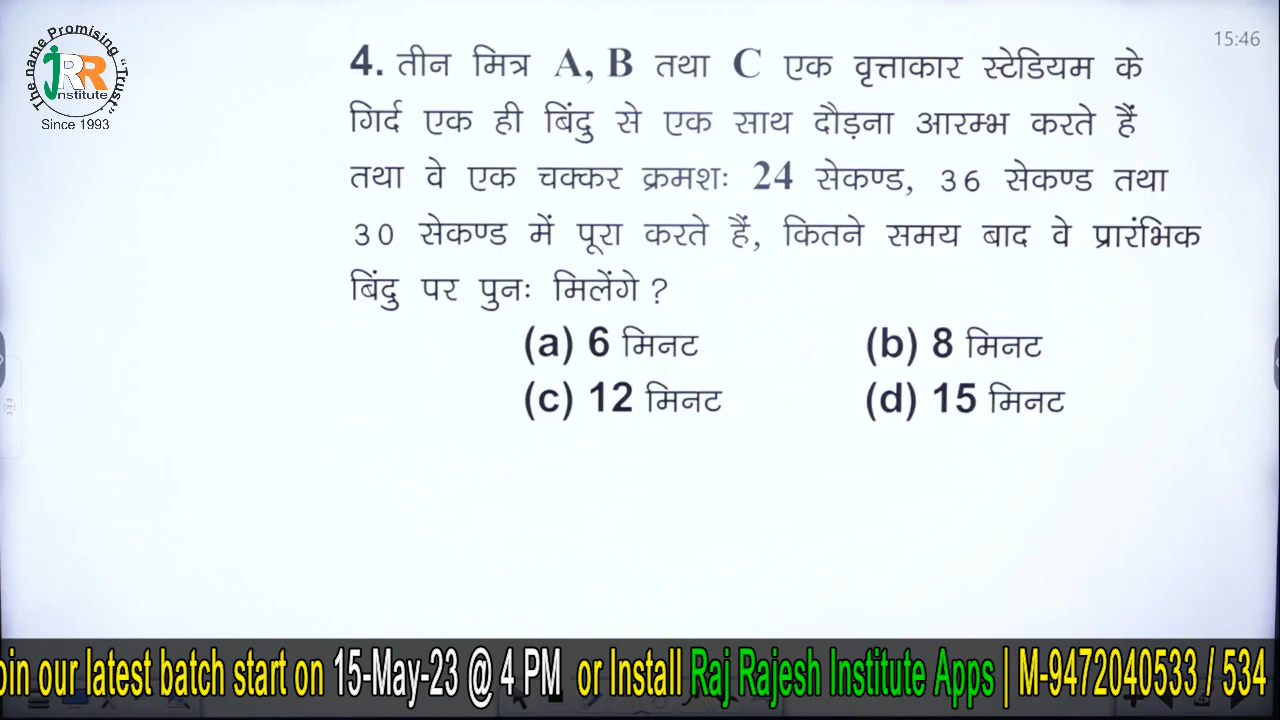 The name Promising "Trust"
jRR
institute
Since 1993
15:46
4. तीन मित्र A, B तथा C एक वृत्ताकार स्टेडियम के
गिर्द एक ही बिंदु से एक साथ दौड़ना आरम्भ करते हैं
तथा वे एक चक्कर क्रमशः 24 सेकण्ड, 36 सेकण्ड तथा
30 सेकण्ड में पूरा करते हैं, कितने समय बाद वे प्रारंभिक
बिंदु पर पुनः मिलेंगे ?
(a) 6 मिनट (b) 8 मिनट
(c) 12 मिनट (d) 15 मिनट
oin our latest batch start on 15-May-23 @ 4 PM or Install Raj Rajesh Institute Apps | M-9472040533 / 534